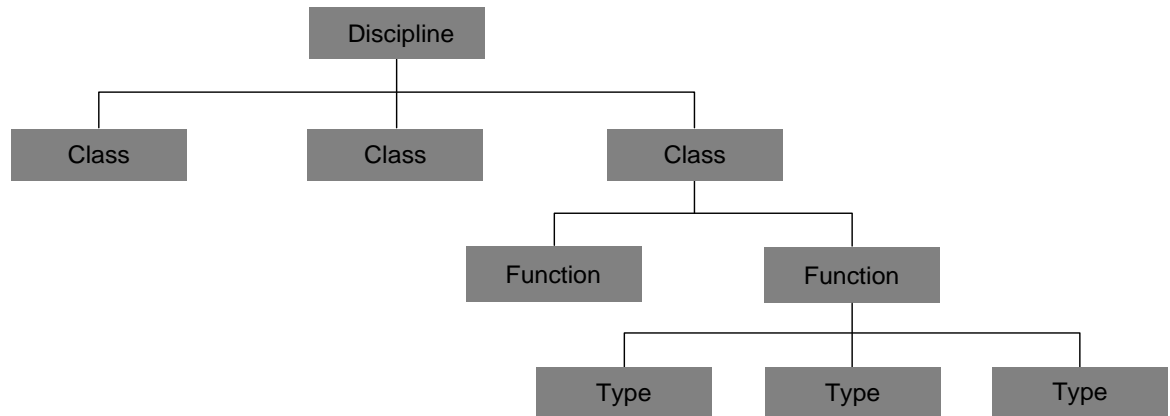 Discipline
Class
Class
Class
Function
Function
Type
Type
Type